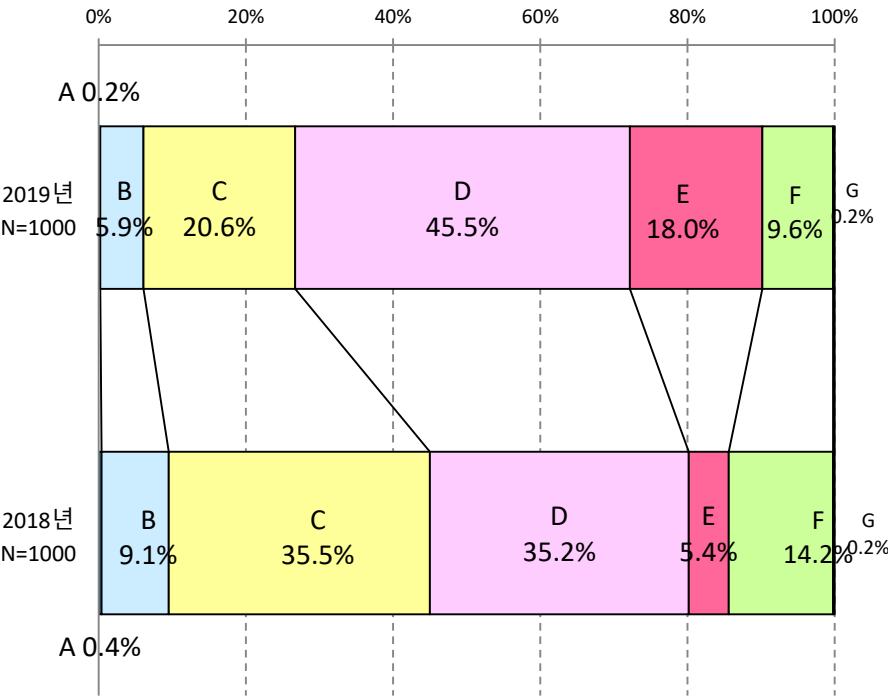 0% 20% 40% 60% 80% 100%
A 0.2%
2019년
N=1000
B
5.9%
C
20.6%
D
45.5%
E
18.0%
F
9.6%
G
0.2%
2018년
N=1000
B
9.1%
C
35.5%
D
35.2%
E
5.4%
F
14.2%
G
0.2%
A 0.4%